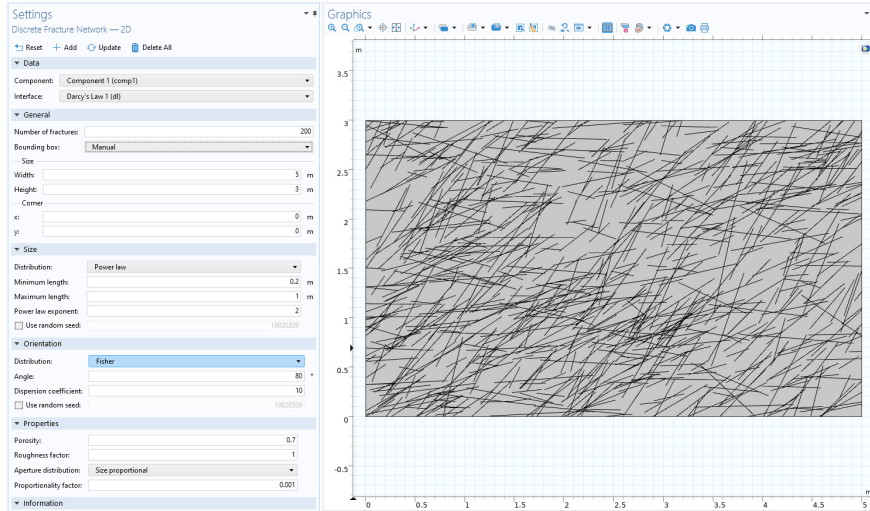 Settings
Discrete Fracture Network — 2D
Reset Add Update Delete All
Data
Component: Component 1 (comp1)
Interface: Darcy's Law 1 (dl)
General
Number of fractures: 200
Bounding box: Manual
Size
Width: 5 m
Height: 3 m
Corner
x: 0 m
y: 0 m
Size
Distribution: Power law
Minimum length: 0.2 m
Maximum length: 1 m
Power law exponent: 2
Use random seed: 19820309
Orientation
Distribution: Fisher
Angle: 80 °
Dispersion coefficient: 10
Use random seed: 19820309
Properties
Porosity: 0.7
Roughness factor: 1
Aperture distribution: Size proportional
Proportionality factor: 0.001
Information
Graphics
m
3.5
3
2.5
2
1.5
1
0.5
0
-0.5
0 0.5 1 1.5 2 2.5 3 3.5 4 4.5 5
m